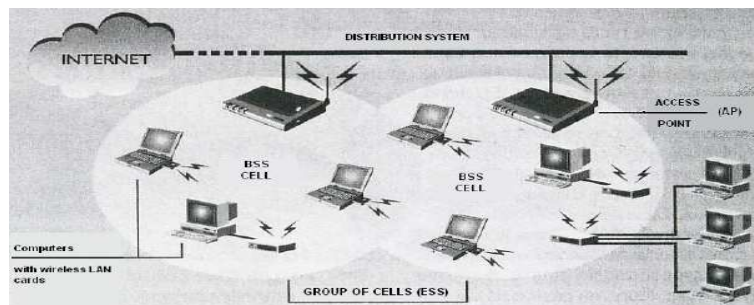 DISTRIBUTION SYSTEM
INTERNET
ACCESS
(AP)
POINT
BSS
CELL
BSS
CELL
Computers
with wireless LAN
cards
GROUP OF CELLS (ESS)